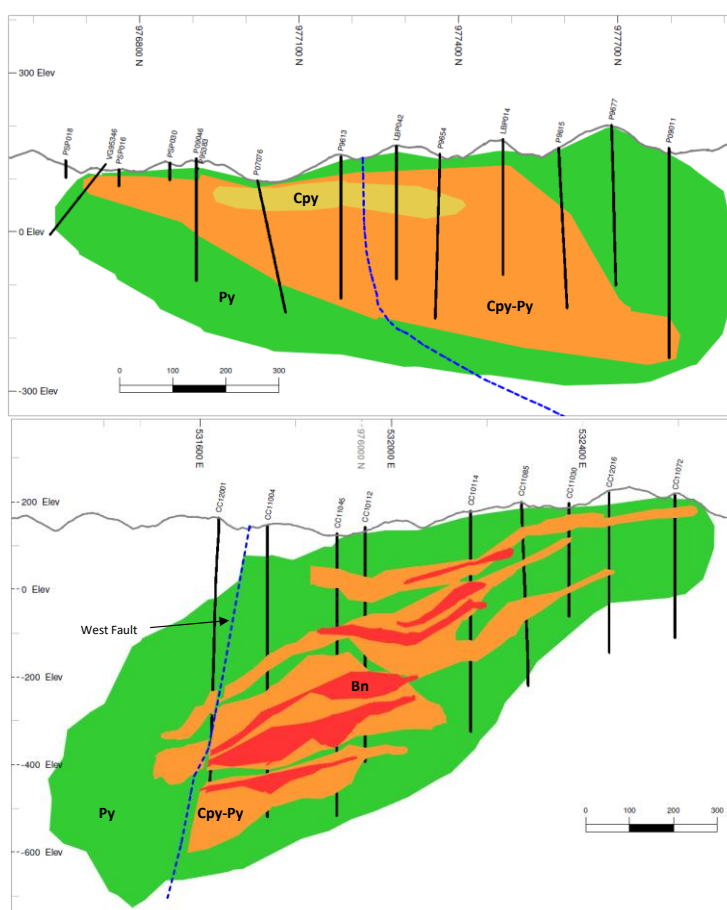 976800 N
977100 N
977400 N
977700 N
300 Elev
0 Elev
-300 Elev
PSP018
VG95346
PSP016
PSP030
P09046
P95383
P07076
P9613
LBP042
P9654
LBP014
P9615
P9677
P09011
Cpy
Py
Cpy-Py
0 100 200 300
531600 E
976000 N
532000 E
532400 E
200 Elev
0 Elev
-200 Elev
-400 Elev
-600 Elev
CC12001
CC11004
CC11046
CC10112
CC10114
CC11085
CC11030
CC12016
CC11072
West Fault
Bn
Py
Cpy-Py
0 100 200 300